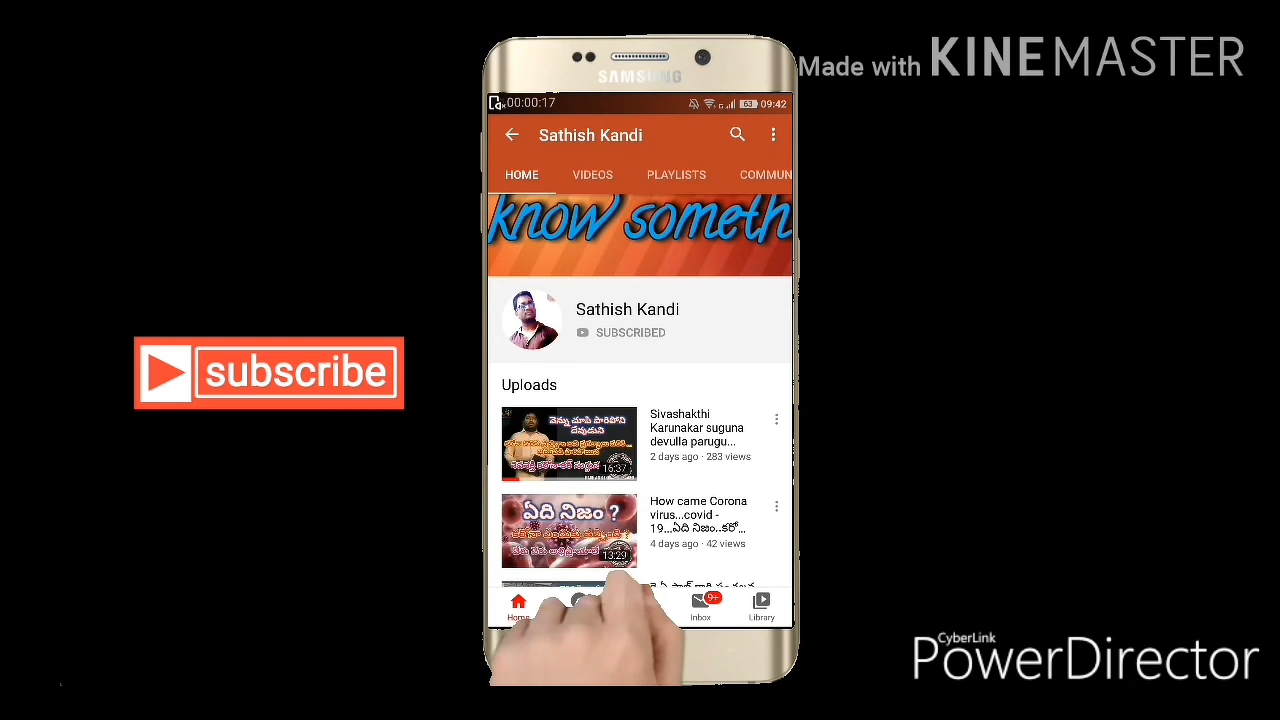 Made with KINEMASTER
SAMSUNG
00:00:17
63 09:42
Sathish Kandi
HOME VIDEOS PLAYLISTS COMMUN
know someth
Sathish Kandi
SUBSCRIBED
subscribe
Uploads
వెన్ను చూపి పారిపోని
దేవుడుని
Sivashakthi
Karunakar suguna
devulla parugu...
2 days ago · 283 views
16:37
ఏది నిజం ?
How came Corona
virus...covid -
19...ఏది నిజం..కరో...
4 days ago · 42 views
13:29
Home
9+
Inbox
Library
CyberLink
PowerDirector